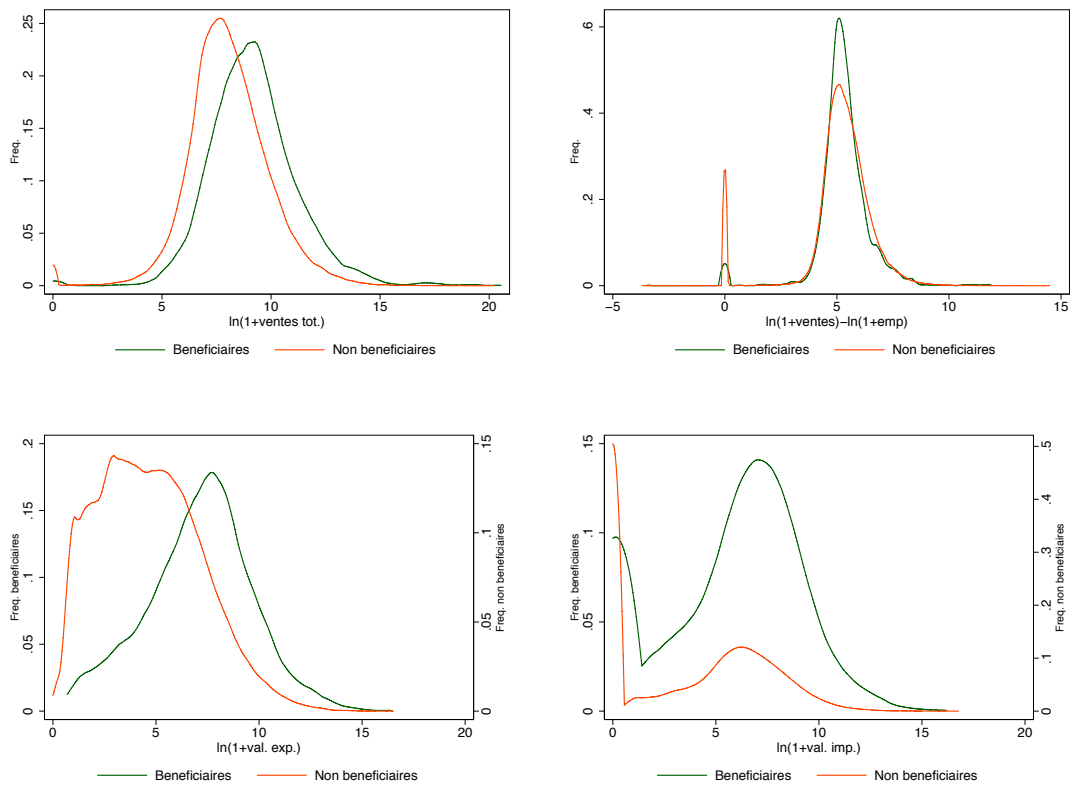 .25
.2
.15
.1
.05
0
Freq.
0 5 10 15 20
ln(1+ventes tot.)
Beneficiaires Non beneficiaires
.6
.4
.2
0
Freq.
−5 0 5 10 15
ln(1+ventes)−ln(1+emp)
Beneficiaires Non beneficiaires
.2
.15
.1
.05
0
Freq. beneficiaires
.15
.1
.05
0
Freq. non beneficiaires
0 5 10 15 20
ln(1+val. exp.)
Beneficiaires Non beneficiaires
.15
.1
.05
0
Freq. beneficiaires
.5
.4
.3
.2
.1
0
Freq. non beneficiaires
0 5 10 15 20
ln(1+val. imp.)
Beneficiaires Non beneficiaires